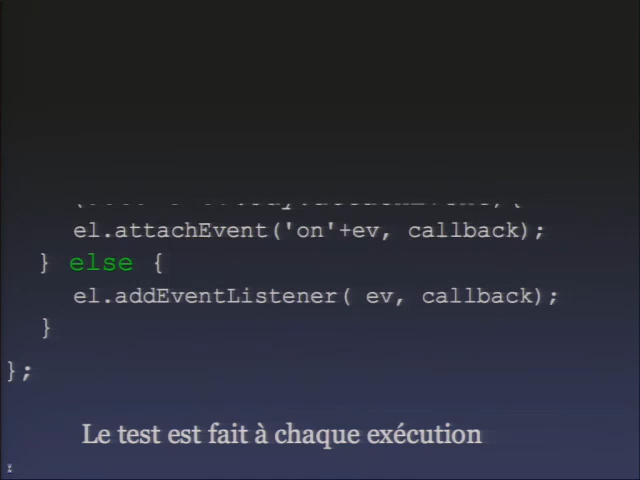 el.attachEvent('on'+ev, callback);
} else {
el.addEventListener( ev, callback);
}
};
Le test est fait à chaque exécution